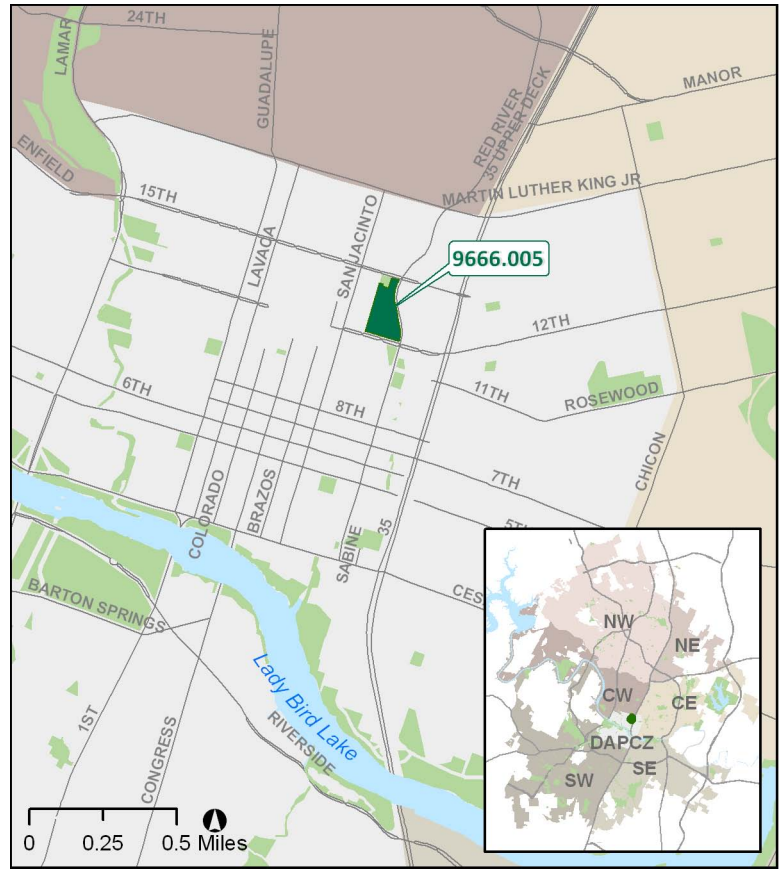 24TH
LAMAR
GUADALUPE
RED RIVER
35 UPPER DECK
MANOR
ENFIELD
15TH
MARTIN LUTHER KING JR
SAN JACINTO
LAVACA
9666.005
12TH
6TH
8TH
11TH
ROSEWOOD
7TH
CHICON
COLORADO
BRAZOS
SABINE
35
5TH
CES
BARTON SPRINGS
Lady Bird Lake
RIVERSIDE
1ST
CONGRESS
0 0.25 0.5 Miles
NW
NE
CW
CE
DAPCZ
SW
SE